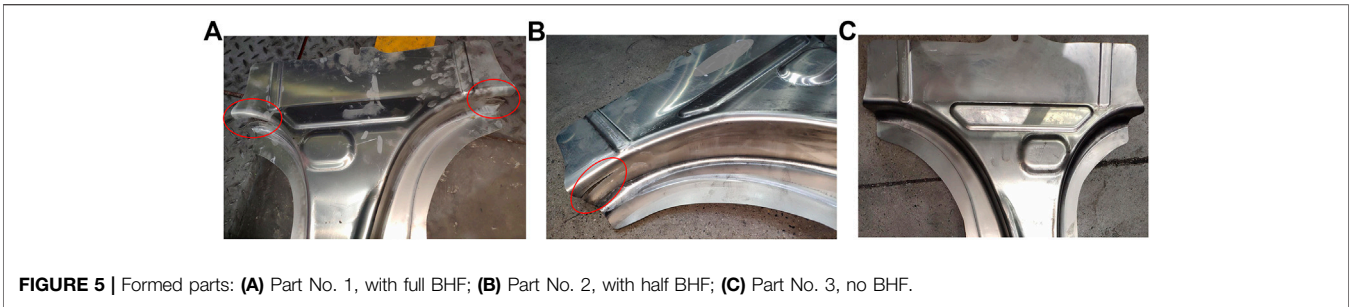 A
B
C
FIGURE 5 | Formed parts: (A) Part No. 1, with full BHF; (B) Part No. 2, with half BHF; (C) Part No. 3, no BHF.